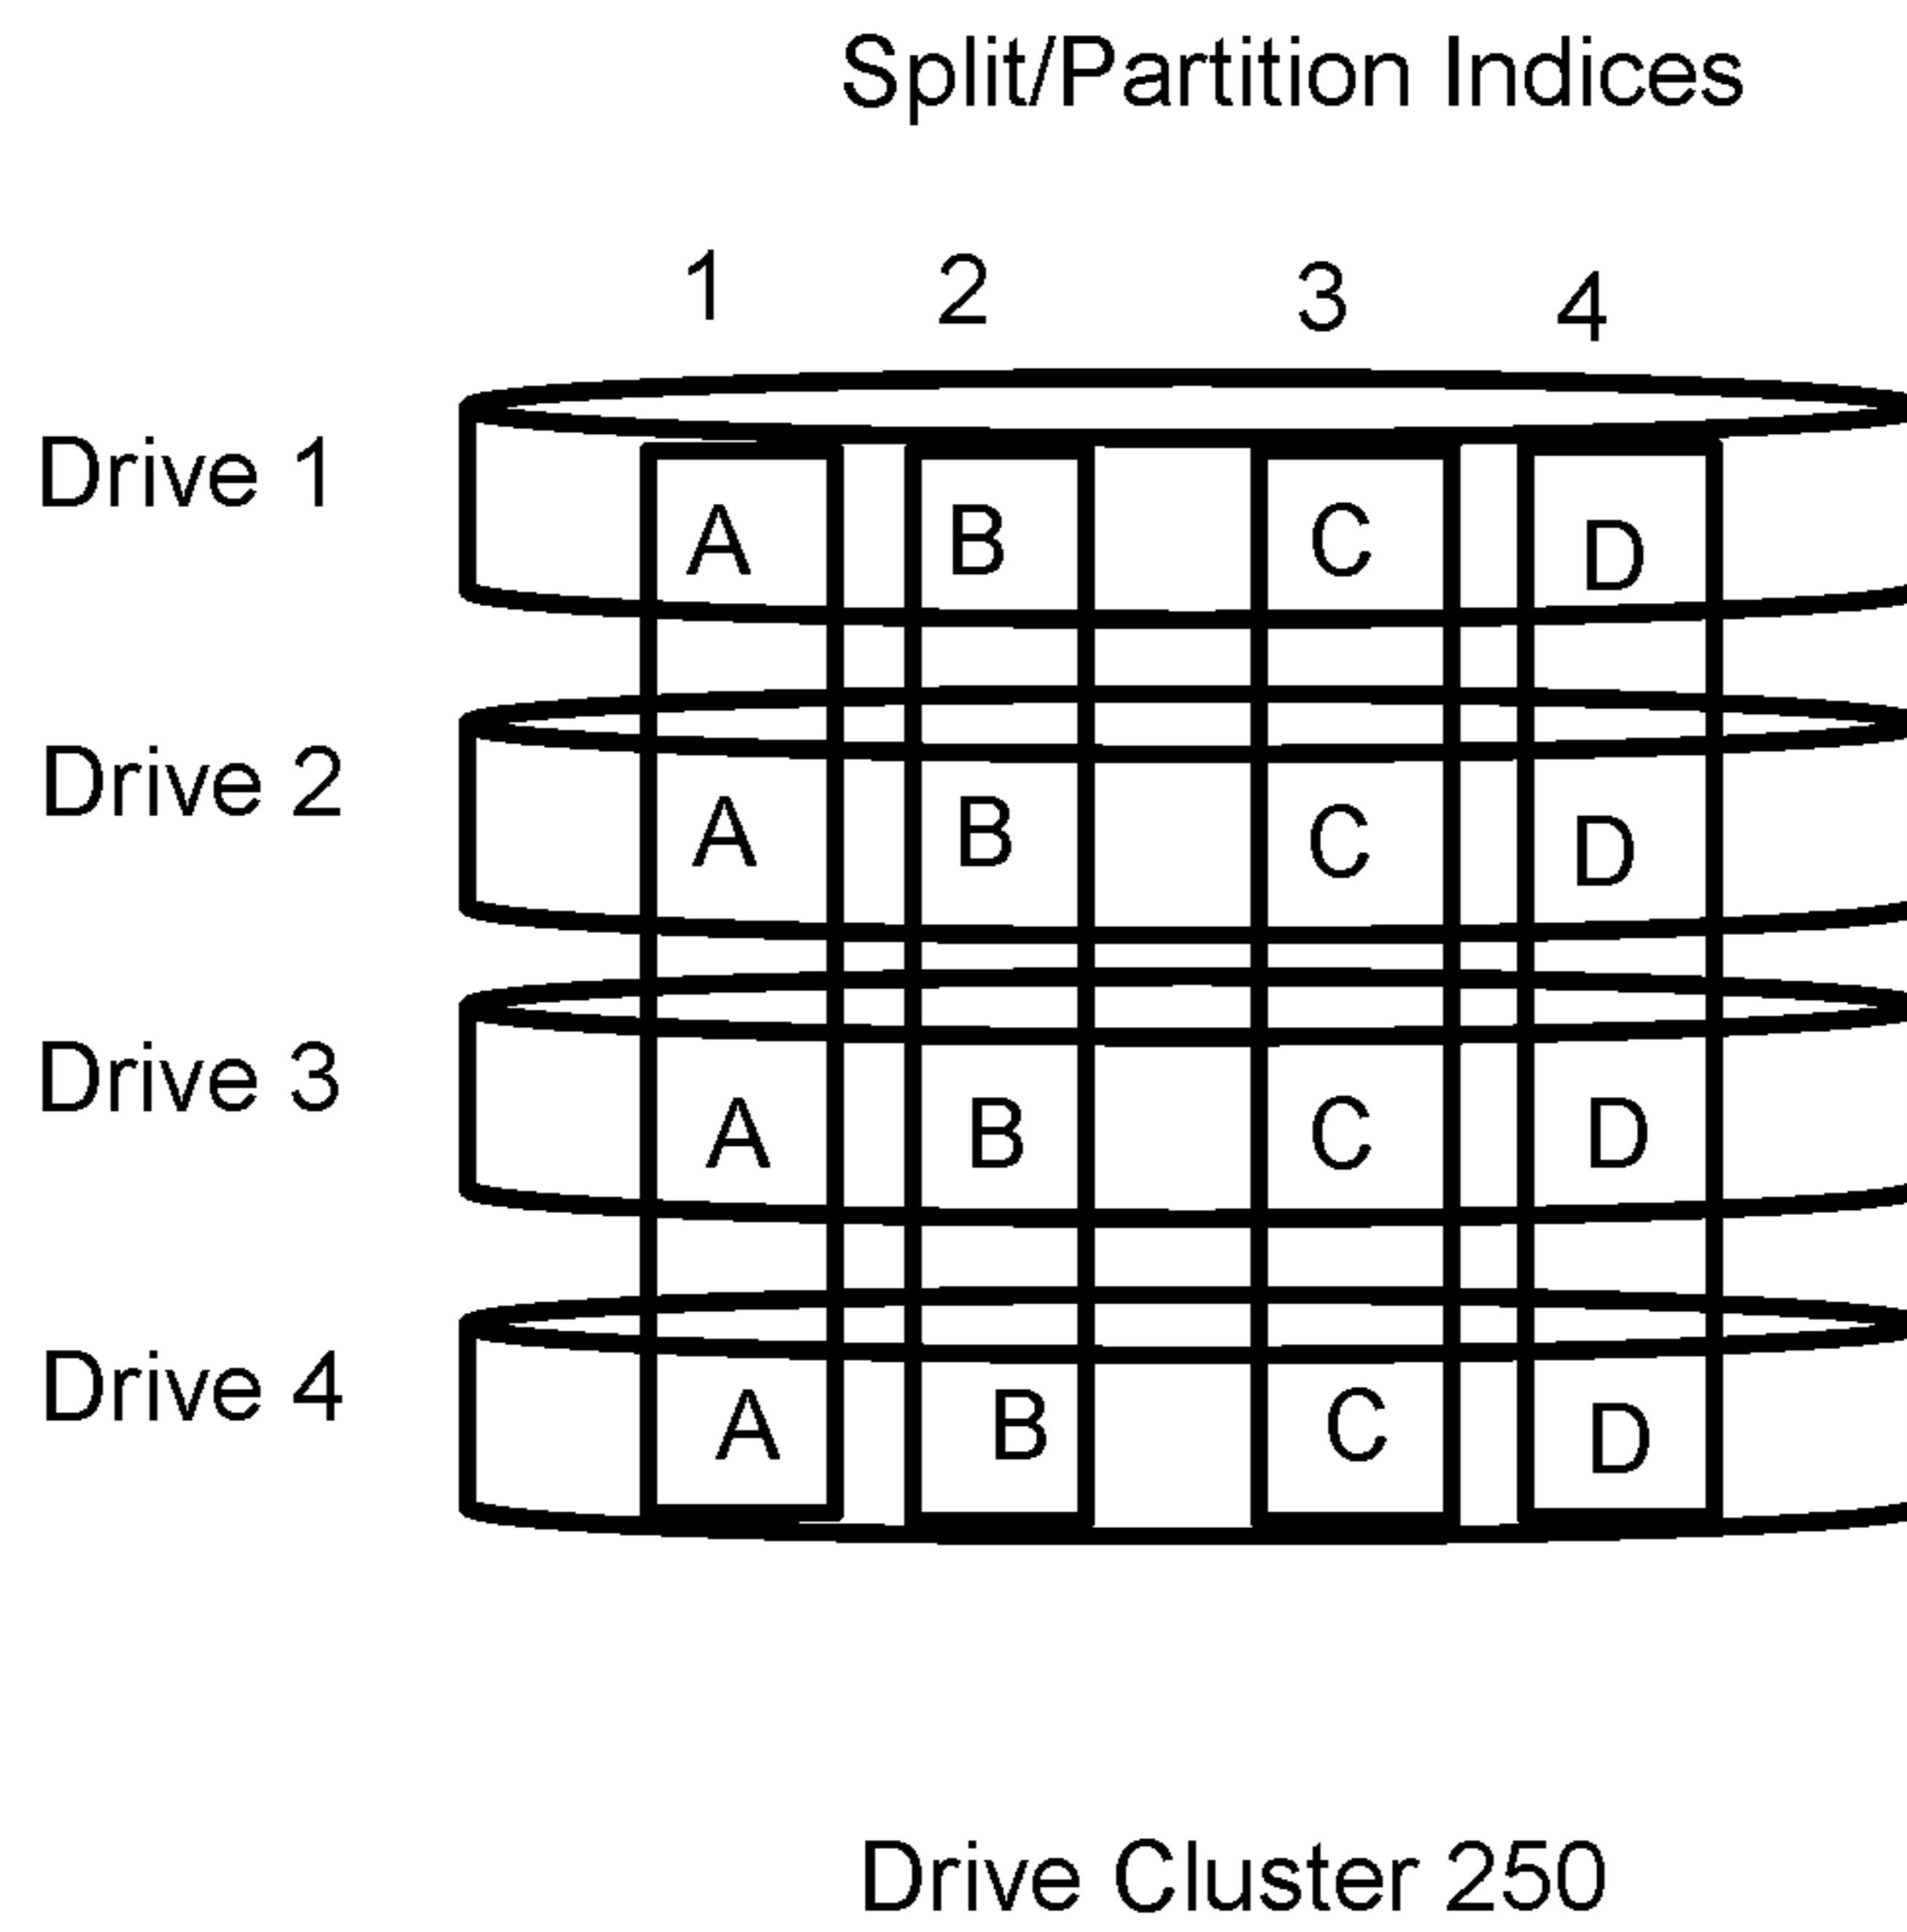 Split/Partition Indices
1 2 3 4
Drive 1 A B C D
Drive 2 A B C D
Drive 3 A B C D
Drive 4 A B C D
Drive Cluster 250